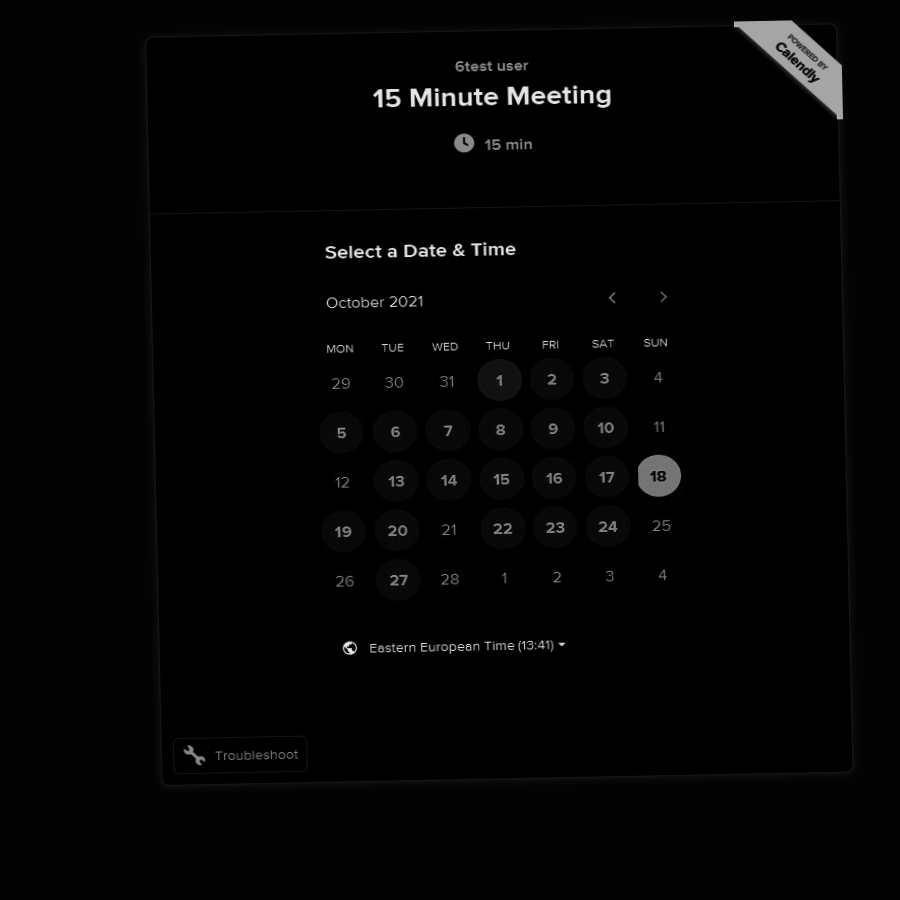 POWERED BY
Calendly
6test user
15 Minute Meeting
15 min
Select a Date & Time
October 2021
MON TUE WED THU FRI SAT SUN
29 30 31 1 2 3 4
5 6 7 8 9 10 11
12 13 14 15 16 17 18
19 20 21 22 23 24 25
26 27 28 1 2 3 4
Eastern European Time (13:41)
Troubleshoot